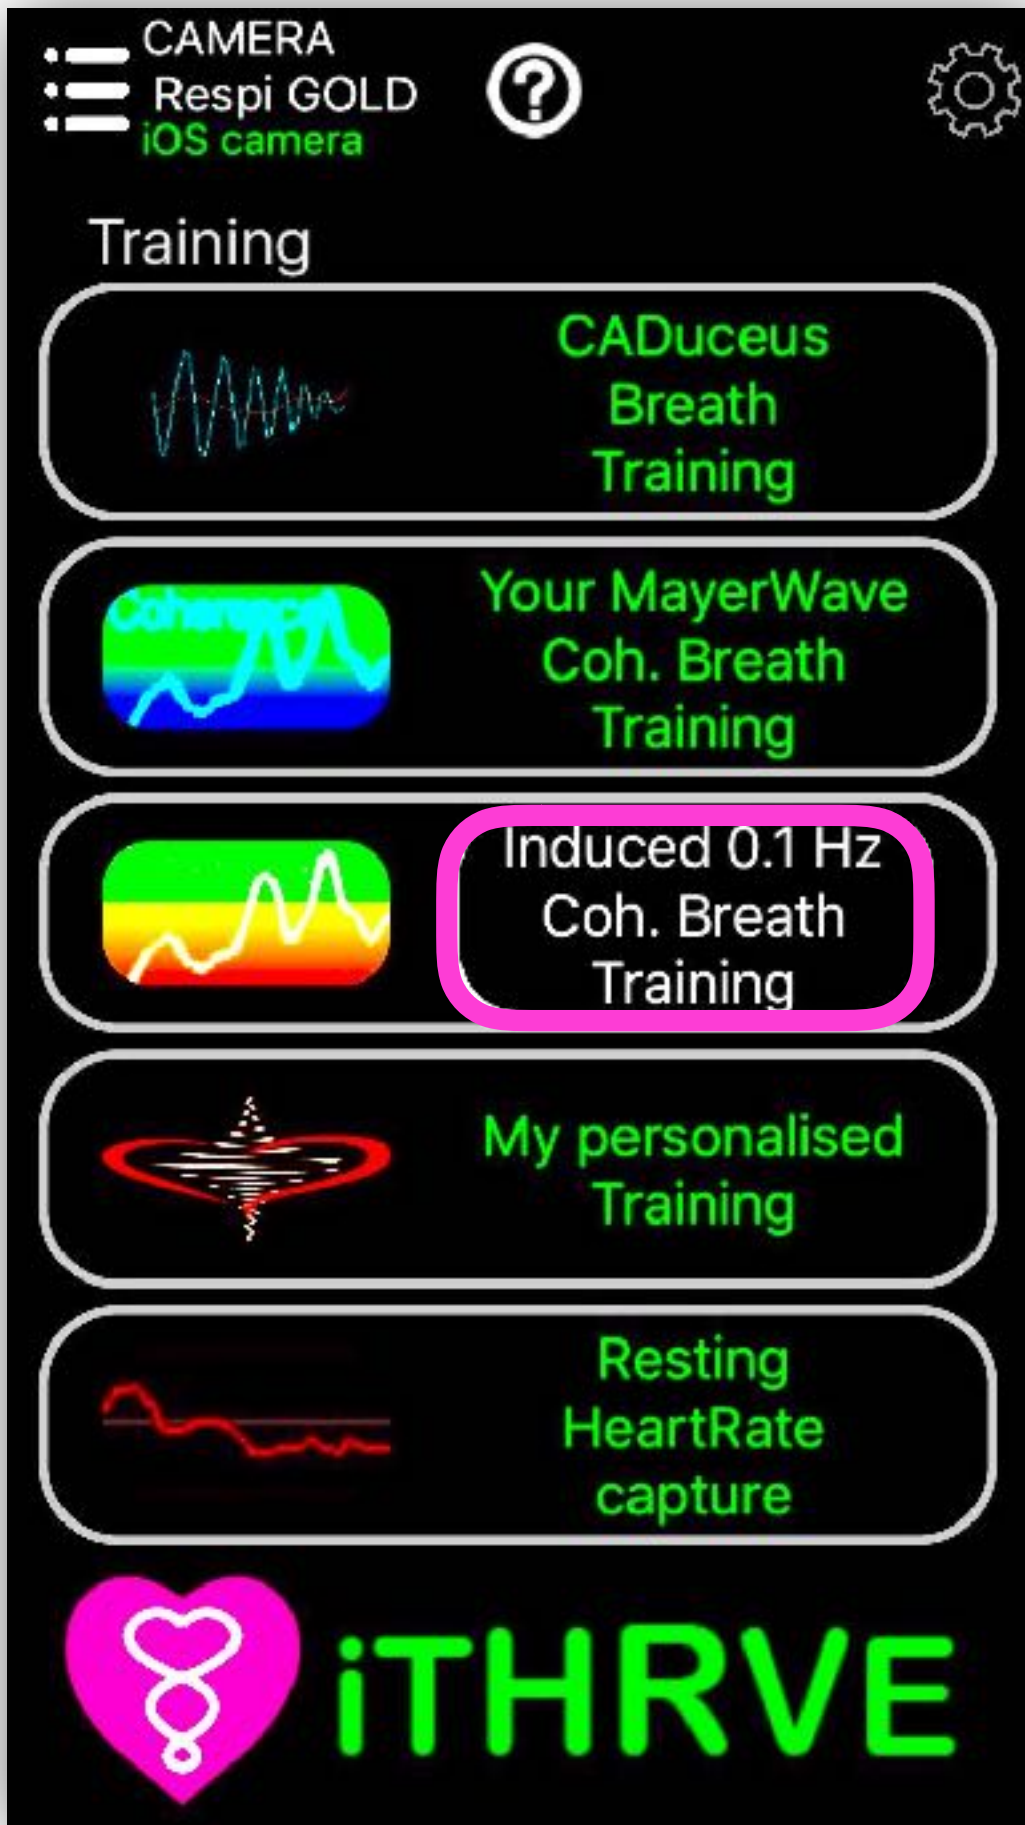 CAMERA
Respi GOLD
iOS camera
Training
CADuceus
Breath
Training
Coherence
Your MayerWave
Coh. Breath
Training
Induced 0.1 Hz
Coh. Breath
Training
My personalised
Training
Resting
HeartRate
capture
iTHRVE